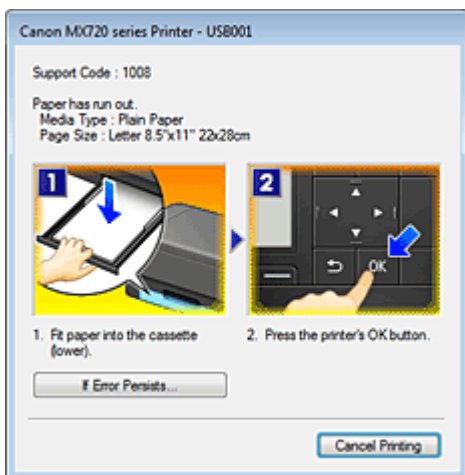 Canon MX720 series Printer - USB001
Support Code : 1008
Paper has run out.
Media Type : Plain Paper
Page Size : Letter 8.5"x11" 22x28cm
1
2
OK
1. Fit paper into the cassette
(lower).
2. Press the printer's OK button.
If Error Persists...
Cancel Printing